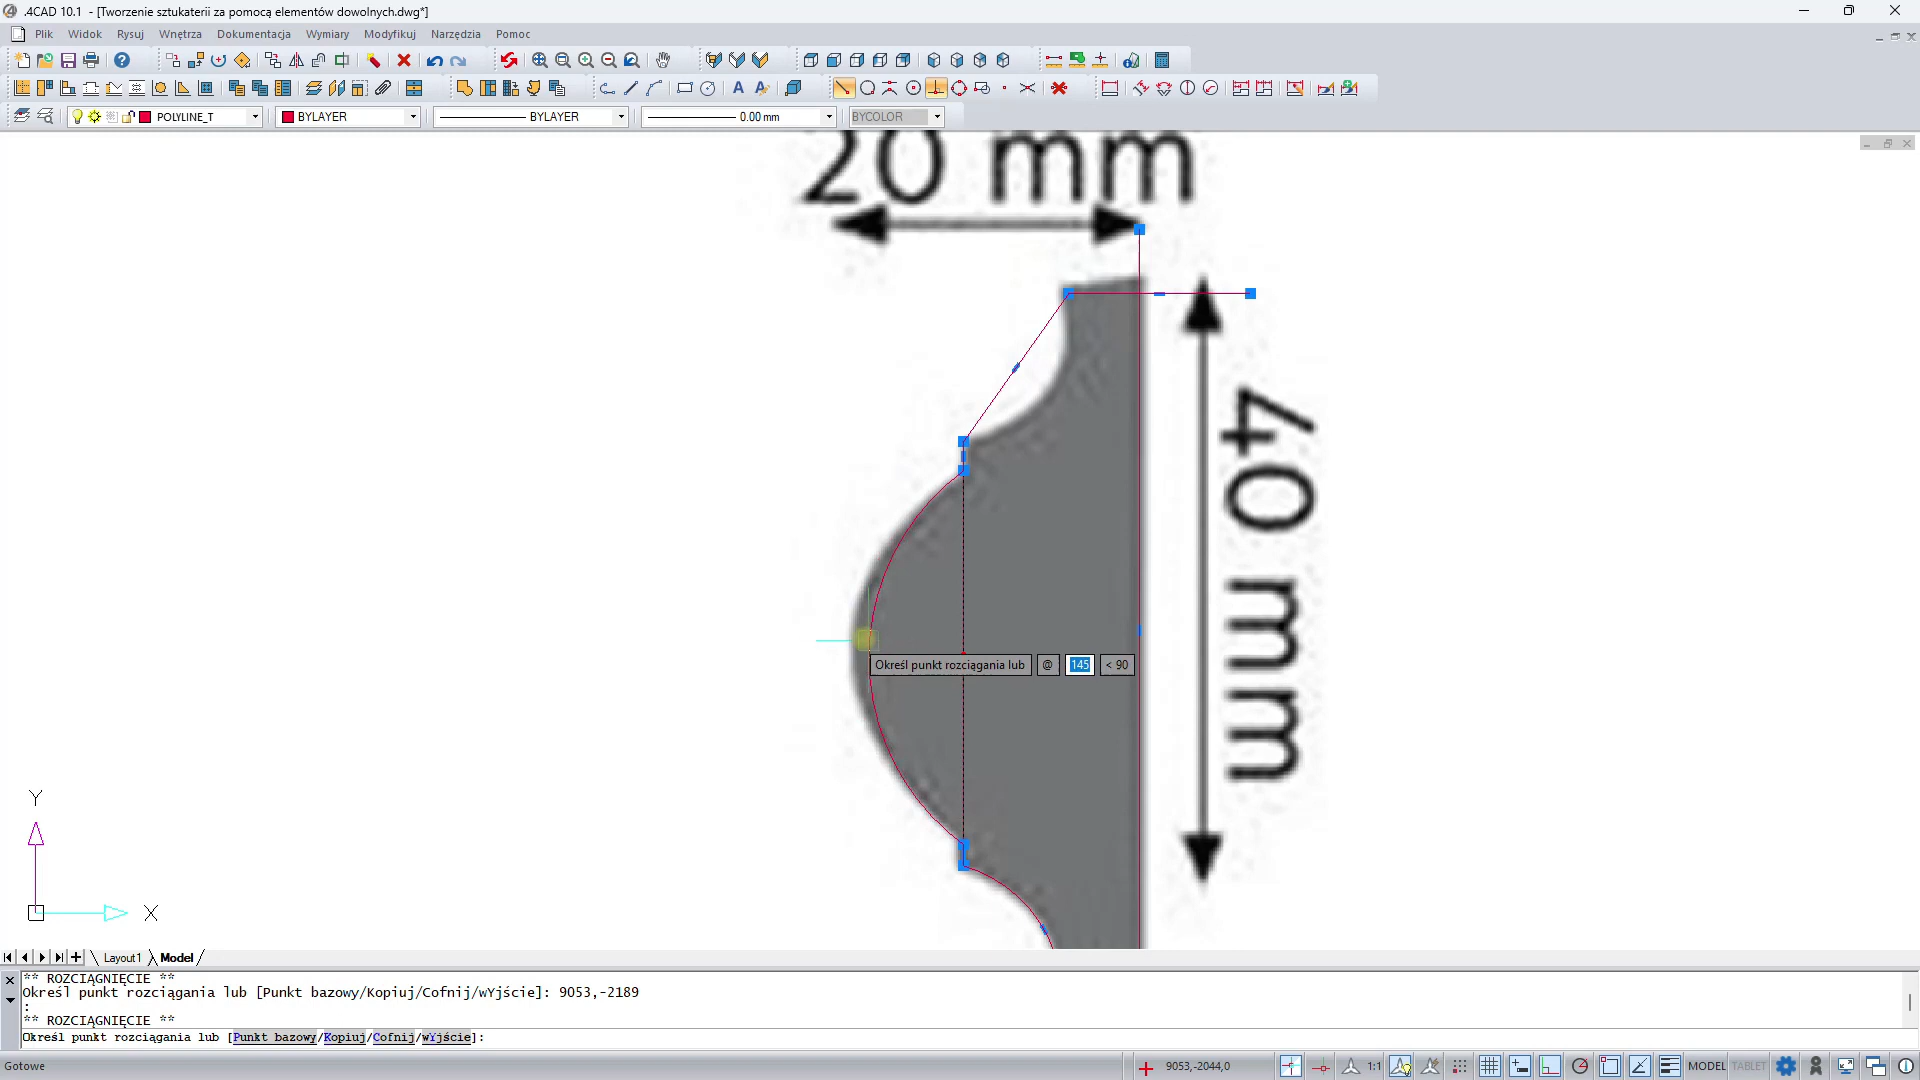 .4CAD 10.1 - [Tworzenie sztukaterii za pomocą elementów dowolnych.dwg*]
Plik Widok Rysuj Wnętrza Dokumentacja Wymiary Modyfikuj Narzędzia Pomoc
POLYLINE_T BYLAYER BYLAYER 0.00 mm BYCOLOR
20 mm
40 mm
Określ punkt rozciągania lub @ 145 < 90
Y
X
Layout1 Model
** ROZCIĄGNIĘCIE **
Określ punkt rozciągania lub [Punkt bazowy/Kopiuj/Cofnij/wYjście]: 9053,-2189
:
** ROZCIĄGNIĘCIE **
Określ punkt rozciągania lub [Punkt bazowy/Kopiuj/Cofnij/wYjście]:
Gotowe 9053,-2044,0 1:1 MODEL TABLET